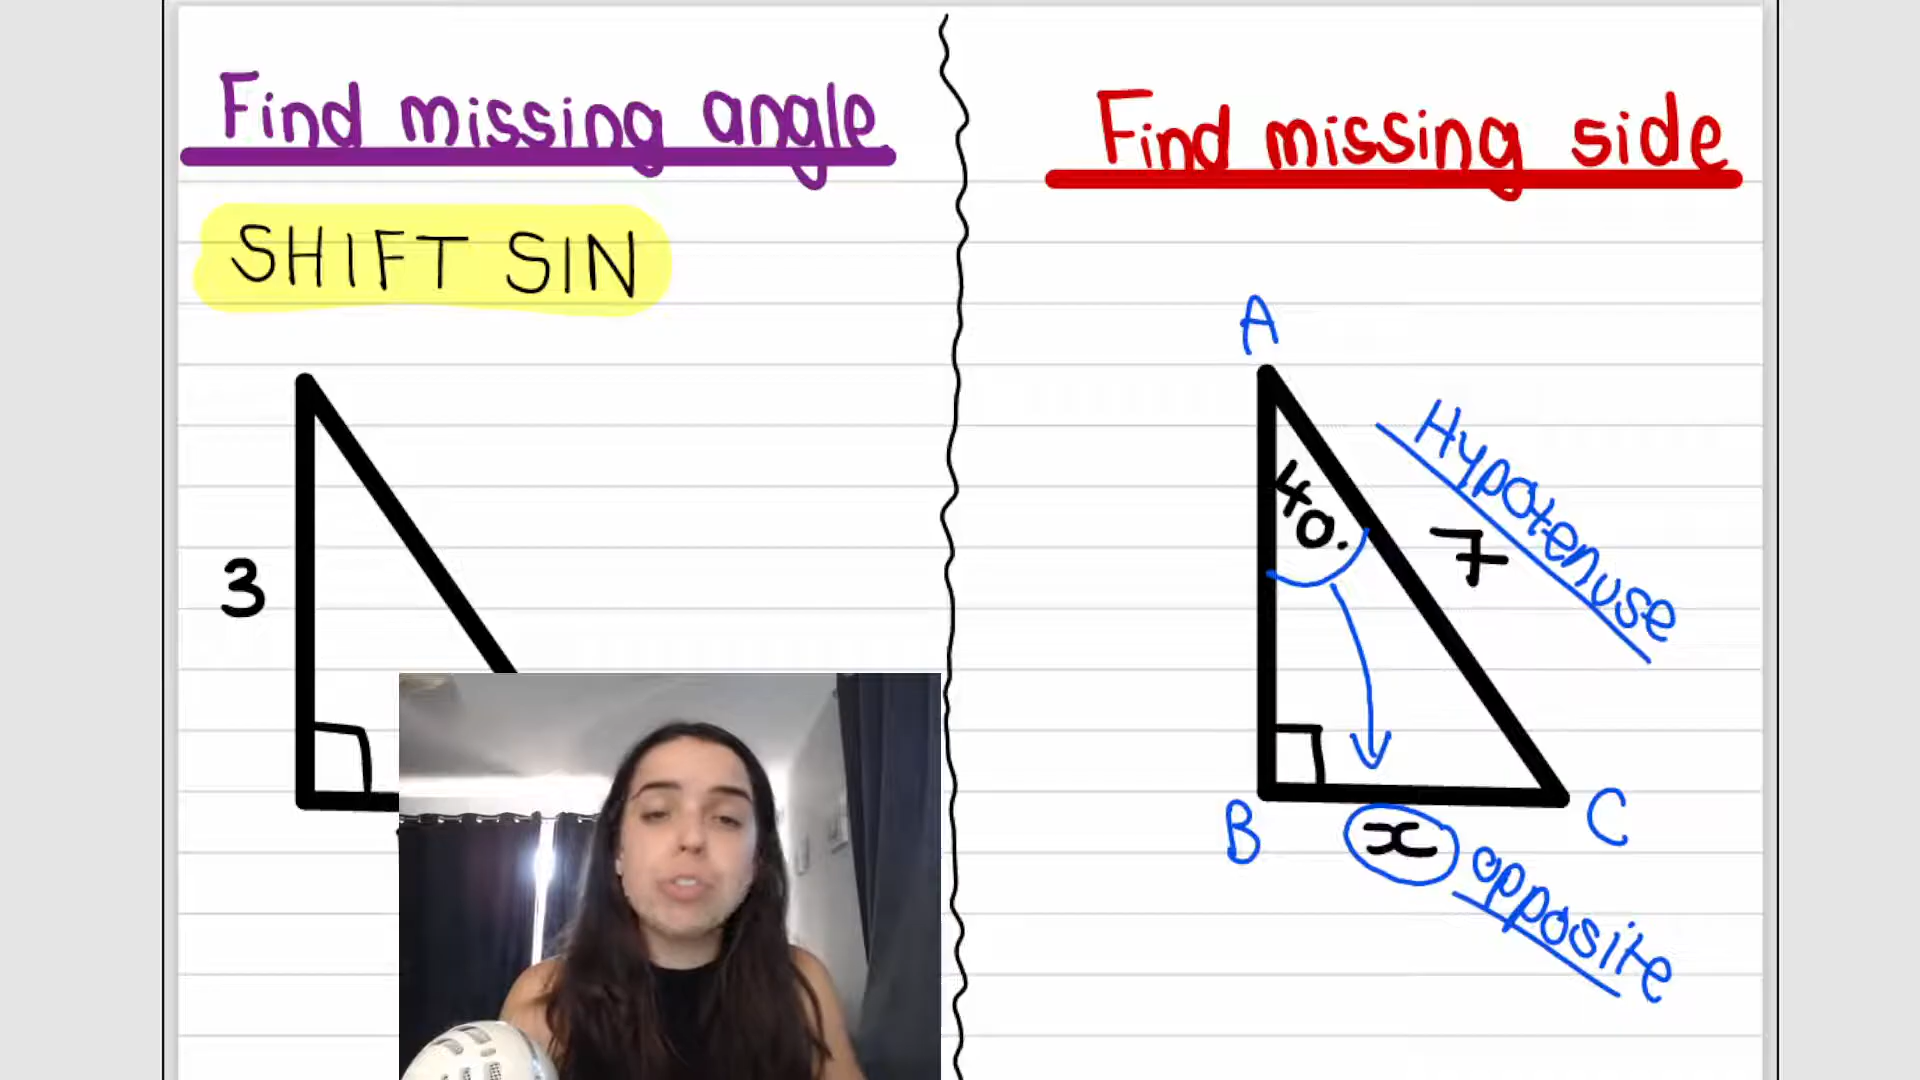 Find missing angle
SHIFT SIN
3
Find missing side
A
Hypotenuse
40°
7
B
x
C
opposite